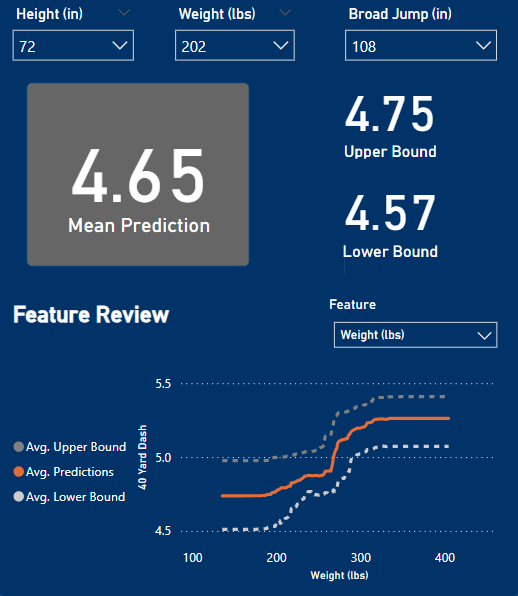 Height (in) Weight (lbs) Broad Jump (in)
72 202 108
4.65
Mean Prediction
4.75
Upper Bound
4.57
Lower Bound
Feature Review
Feature
Weight (lbs)
Avg. Upper Bound
Avg. Predictions
Avg. Lower Bound
40 Yard Dash
5.5
5.0
4.5
100 200 300 400
Weight (lbs)